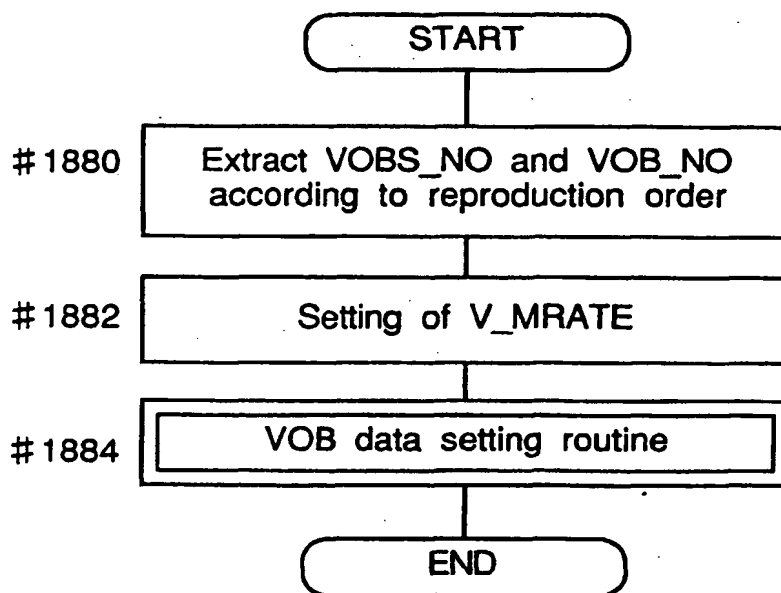 START
#1880
Extract VOBS_NO and VOB_NO
according to reproduction order
#1882
Setting of V_MRATE
#1884
VOB data setting routine
END